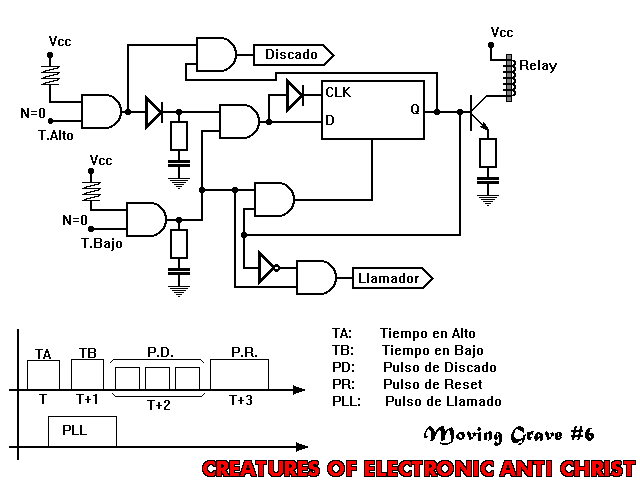 Vcc
Vcc
Discado
Relay
CLK
N=0
Q
D
T.Alto
Vcc
N=0
T.Bajo
Llamador
TA: Tiempo en Alto
TA TB P.D. P.R.
TB: Tiempo en Bajo
PD: Pulso de Discado
PR: Pulso de Reset
T T+1 T+2 T+3
PLL: Pulso de Llamado
PLL
Moving Grave #6
CREATURES OF ELECTRONIC ANTI CHRIST